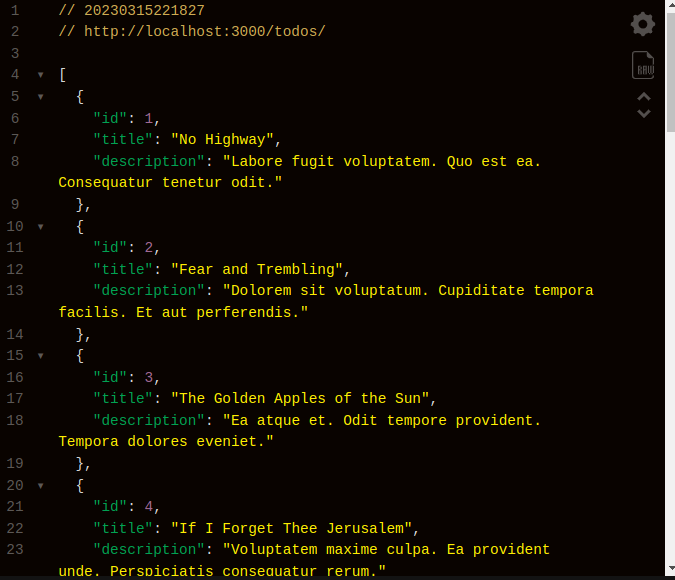 1 // 20230315221827
2 // http://localhost:3000/todos/
3
4 ▼ [
5 ▼ {
6 "id": 1,
7 "title": "No Highway",
8 "description": "Labore fugit voluptatem. Quo est ea.
Consequatur tenetur odit."
9 },
10 ▼ {
11 "id": 2,
12 "title": "Fear and Trembling",
13 "description": "Dolorem sit voluptatum. Cupiditate tempora
facilis. Et aut perferendis."
14 },
15 ▼ {
16 "id": 3,
17 "title": "The Golden Apples of the Sun",
18 "description": "Ea atque et. Odit tempore provident.
Tempora dolores eveniet."
19 },
20 ▼ {
21 "id": 4,
22 "title": "If I Forget Thee Jerusalem",
23 "description": "Voluptatem maxime culpa. Ea provident
unde. Perspiciatis consequatur rerum."
RAW